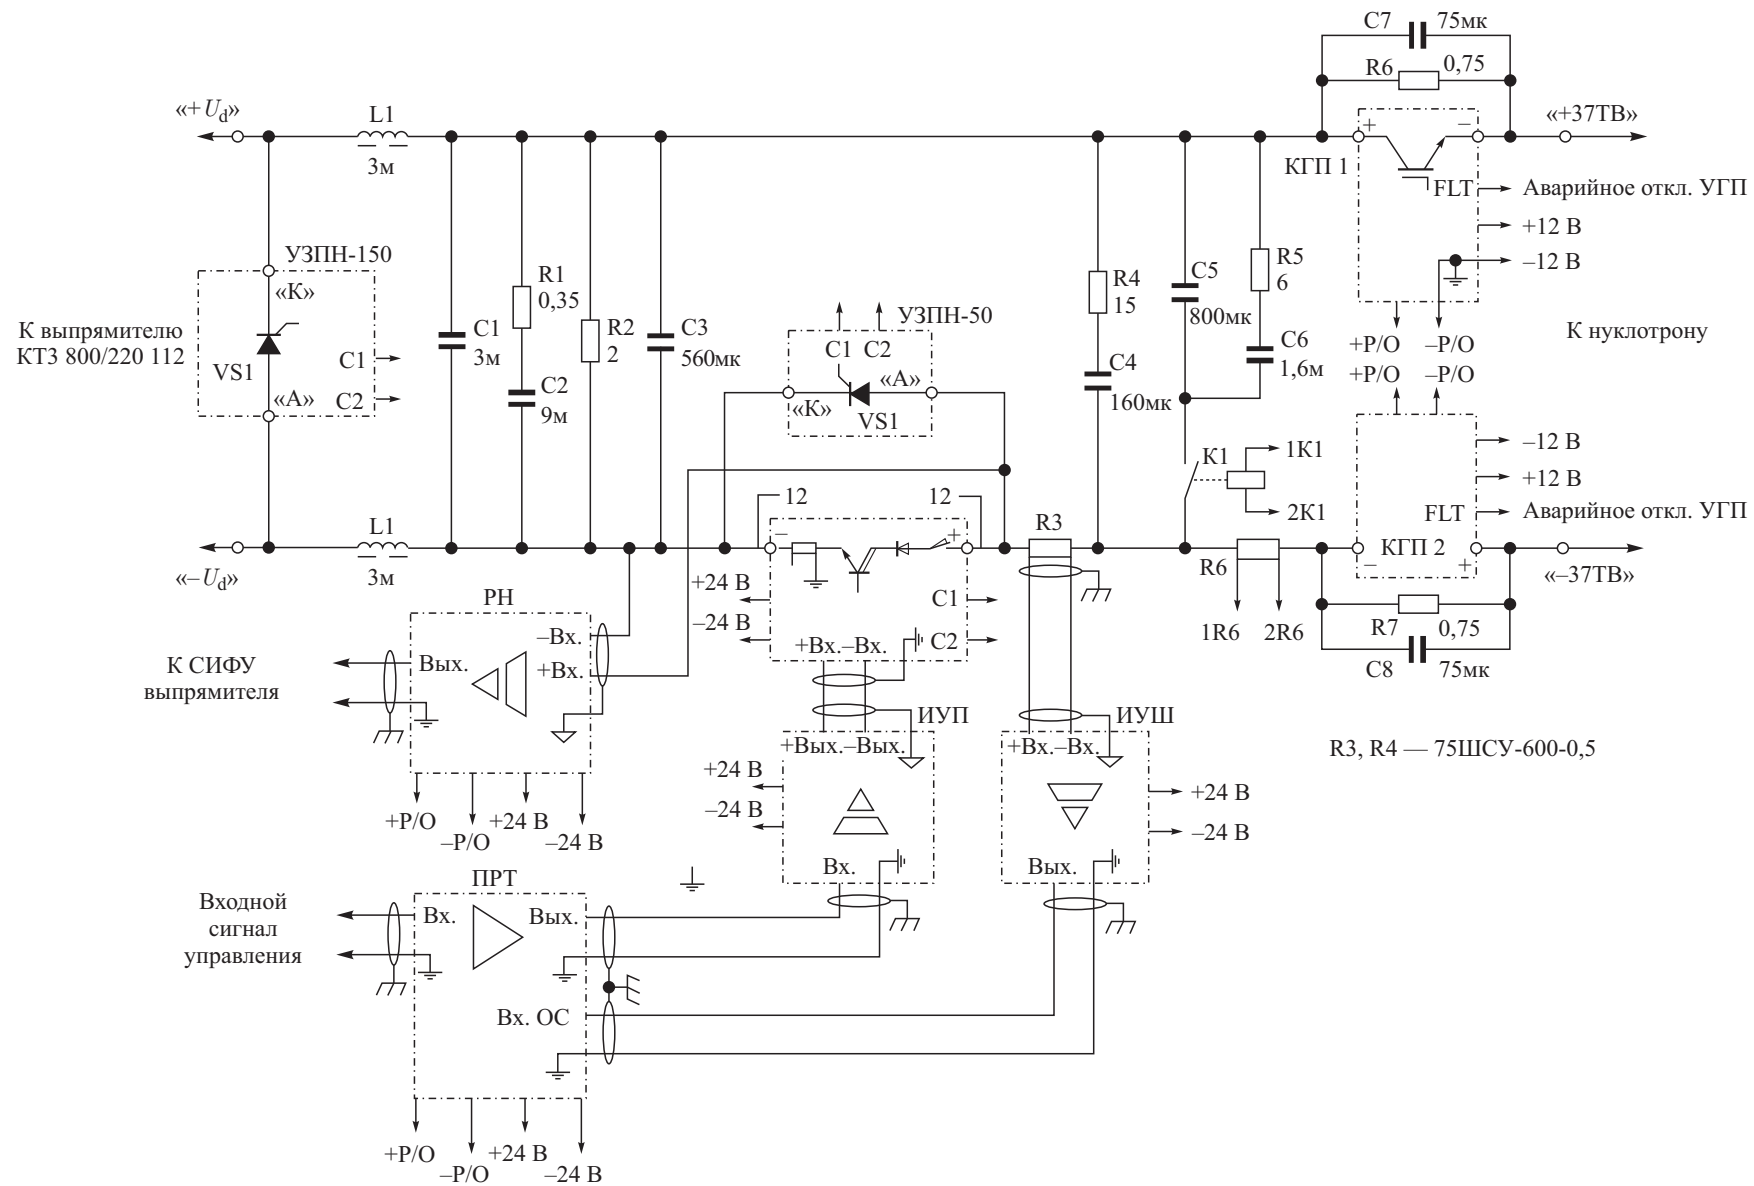 C7 75мк
R6 0,75
«+Ud»
L1
3м
«+37ТВ»
+ –
КГП 1
FLT
Аварийное откл. УГП
+12 В
–12 В
УЗПН-150
«К»
К выпрямителю
КТЗ 800/220 112
VS1
С1
С2
«А»
C1
3м
R1
0,35
C2
9м
R2
2
C3
560мк
УЗПН-50
С1 С2
«А»
«К»
VS1
R4
15
C4
160мк
C5
800мк
R5
6
C6
1,6м
+Р/О –Р/О
+Р/О –Р/О
К нуклотрону
К1
1К1
2К1
–12 В
+12 В
FLT
Аварийное откл. УГП
КГП 2
– +
«–37ТВ»
12 12
R3
– +
L1
3м
«–Ud»
+24 В
–24 В
С1
С2
+Вх.–Вх.
R6
1R6 2R6
R7 0,75
C8 75мк
РН
–Вх.
+Вх.
Вых.
К СИФУ
выпрямителя
+Р/О
–Р/О
+24 В
–24 В
ИУП
+Вых.–Вых.
+24 В
–24 В
Вх.
ИУШ
+Вх.–Вх.
+24 В
–24 В
Вых.
R3, R4 — 75ШСУ-600-0,5
ПРТ
Входной
сигнал
управления
Вх. Вых.
Вх. ОС
+Р/О
–Р/О
+24 В
–24 В